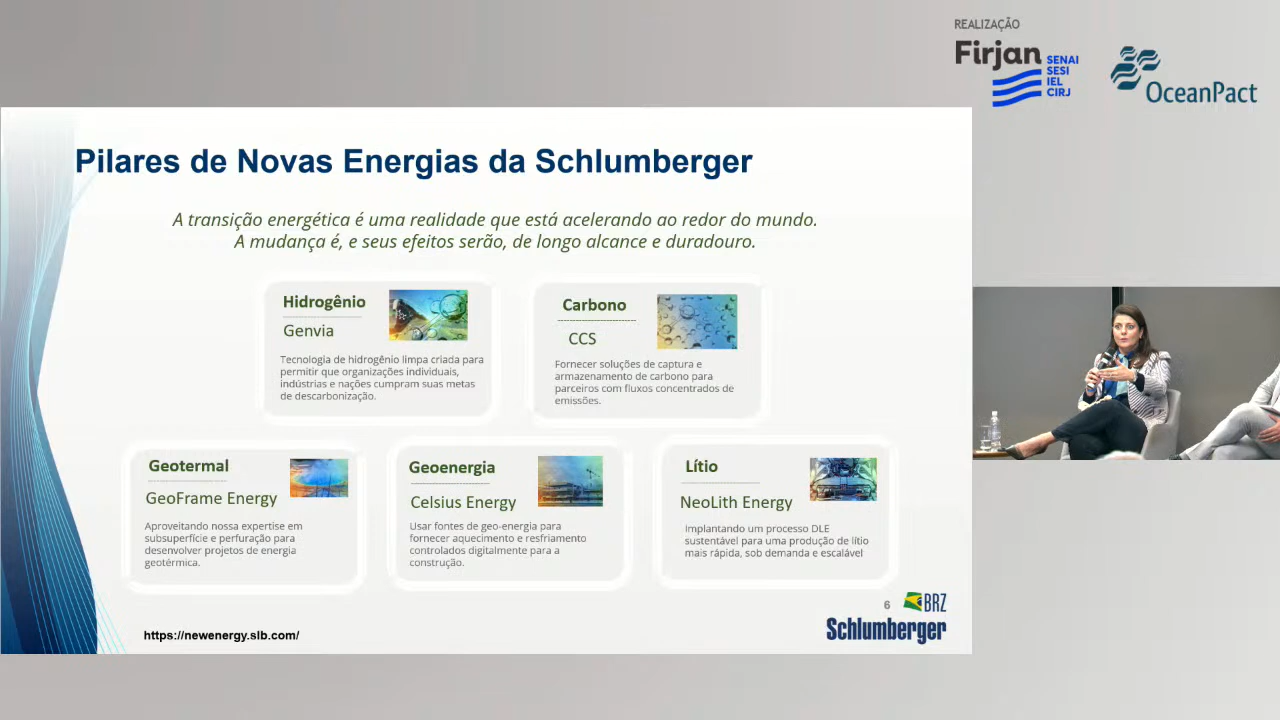 REALIZAÇÃO
Firjan
SENAI
SESI
IEL
CIRJ
OceanPact
Pilares de Novas Energias da Schlumberger
A transição energética é uma realidade que está acelerando ao redor do mundo.
A mudança é, e seus efeitos serão, de longo alcance e duradouro.
Hidrogênio
Genvia
Tecnologia de hidrogênio limpa criada para
permitir que organizações individuais,
indústrias e nações cumpram suas metas
de descarbonização.
Carbono
CCS
Fornecer soluções de captura e
armazenamento de carbono para
parceiros com fluxos concentrados de
emissões.
Geotermal
GeoFrame Energy
Aproveitando nossa expertise em
subsuperfície e perfuração para
desenvolver projetos de energia
geotérmica.
Geoenergia
Celsius Energy
Usar fontes de geo-energia para
fornecer aquecimento e resfriamento
controlados digitalmente para a
construção.
Lítio
NeoLith Energy
Implantando um processo DLE
sustentável para uma produção de lítio
mais rápida, sob demanda e escalável
https://newenergy.slb.com/
6
BRZ
Schlumberger